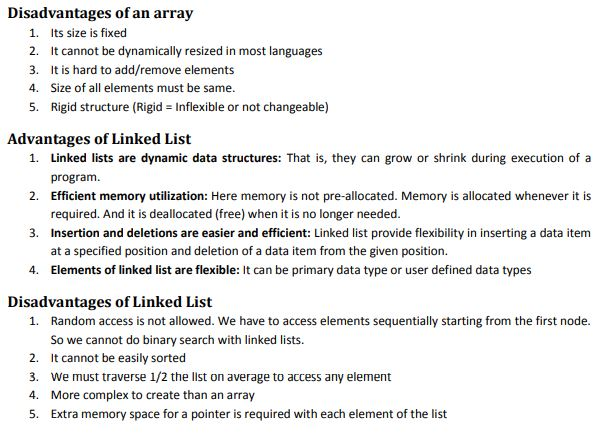 Disadvantages of an array
1. Its size is fixed
2. It cannot be dynamically resized in most languages
3. It is hard to add/remove elements
4. Size of all elements must be same.
5. Rigid structure (Rigid = Inflexible or not changeable)
Advantages of Linked List
1. Linked lists are dynamic data structures: That is, they can grow or shrink during execution of a
program.
2. Efficient memory utilization: Here memory is not pre-allocated. Memory is allocated whenever it is
required. And it is deallocated (free) when it is no longer needed.
3. Insertion and deletions are easier and efficient: Linked list provide flexibility in inserting a data item
at a specified position and deletion of a data item from the given position.
4. Elements of linked list are flexible: It can be primary data type or user defined data types
Disadvantages of Linked List
1. Random access is not allowed. We have to access elements sequentially starting from the first node.
So we cannot do binary search with linked lists.
2. It cannot be easily sorted
3. We must traverse 1/2 the list on average to access any element
4. More complex to create than an array
5. Extra memory space for a pointer is required with each element of the list